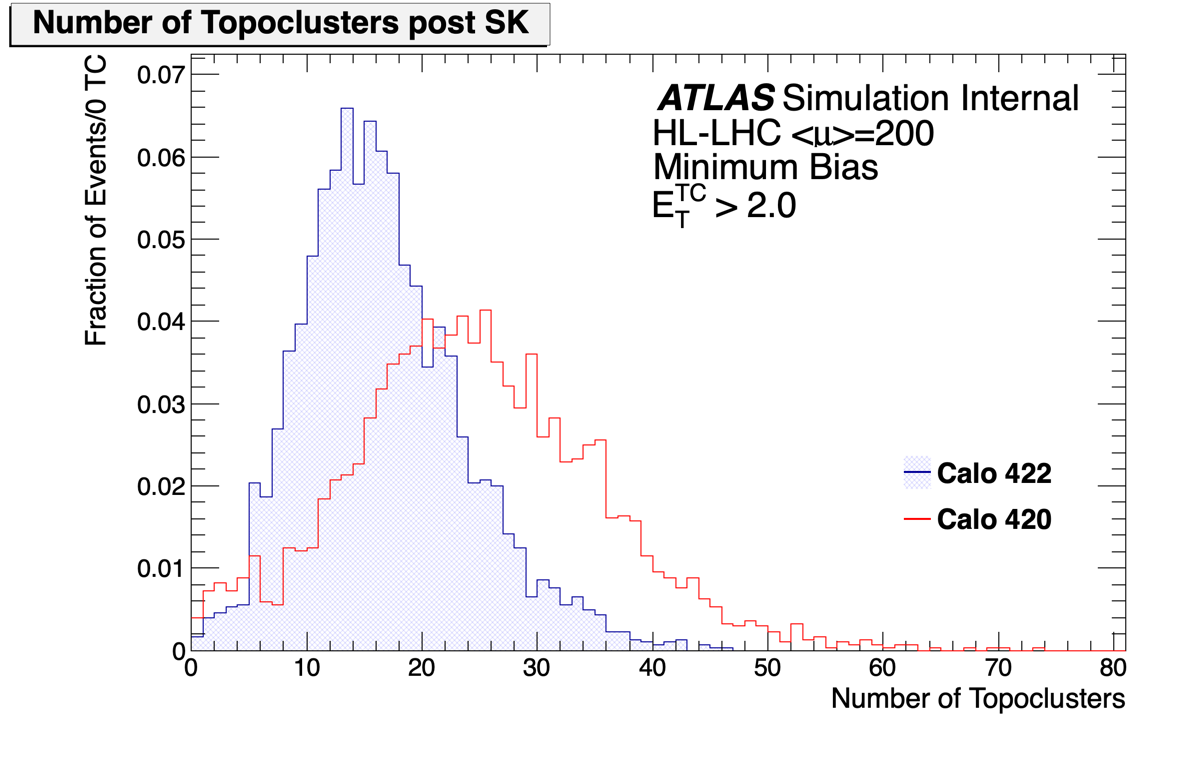 Number of Topoclusters post SK
Fraction of Events/0 TC
0.07
0.06
0.05
0.04
0.03
0.02
0.01
0
ATLAS Simulation Internal
HL-LHC <μ>=200
Minimum Bias
E_T^TC > 2.0
Calo 422
Calo 420
0 10 20 30 40 50 60 70 80
Number of Topoclusters